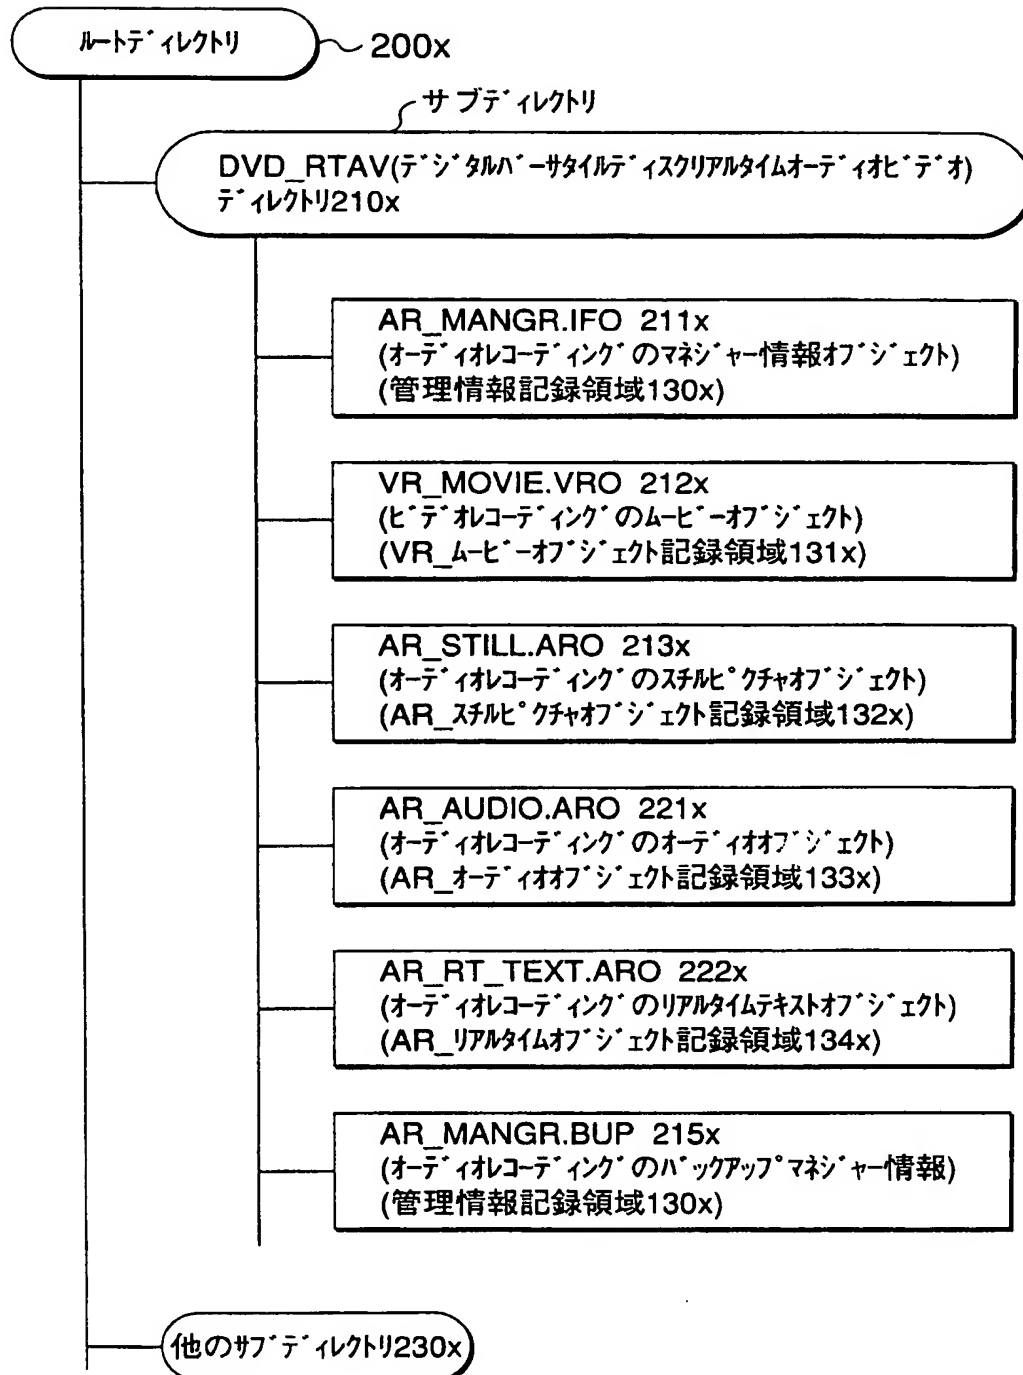 ルートディレクトリ
200x
サブディレクトリ
DVD_RTAV(デジタルバーサタイルディスクリアルタイムオーディオビデオ)
ディレクトリ210x
AR_MANGR.IFO 211x
(オーディオレコーディングのマネジャー情報オブジェクト)
(管理情報記録領域130x)
VR_MOVIE.VRO 212x
(ビデオレコーディングのムービーオブジェクト)
(VR_ムービーオブジェクト記録領域131x)
AR_STILL.ARO 213x
(オーディオレコーディングのスチルピクチャオブジェクト)
(AR_スチルピクチャオブジェクト記録領域132x)
AR_AUDIO.ARO 221x
(オーディオレコーディングのオーディオオブジェクト)
(AR_オーディオオブジェクト記録領域133x)
AR_RT_TEXT.ARO 222x
(オーディオレコーディングのリアルタイムテキストオブジェクト)
(AR_リアルタイムオブジェクト記録領域134x)
AR_MANGR.BUP 215x
(オーディオレコーディングのバックアップマネジャー情報)
(管理情報記録領域130x)
他のサブディレクトリ230x